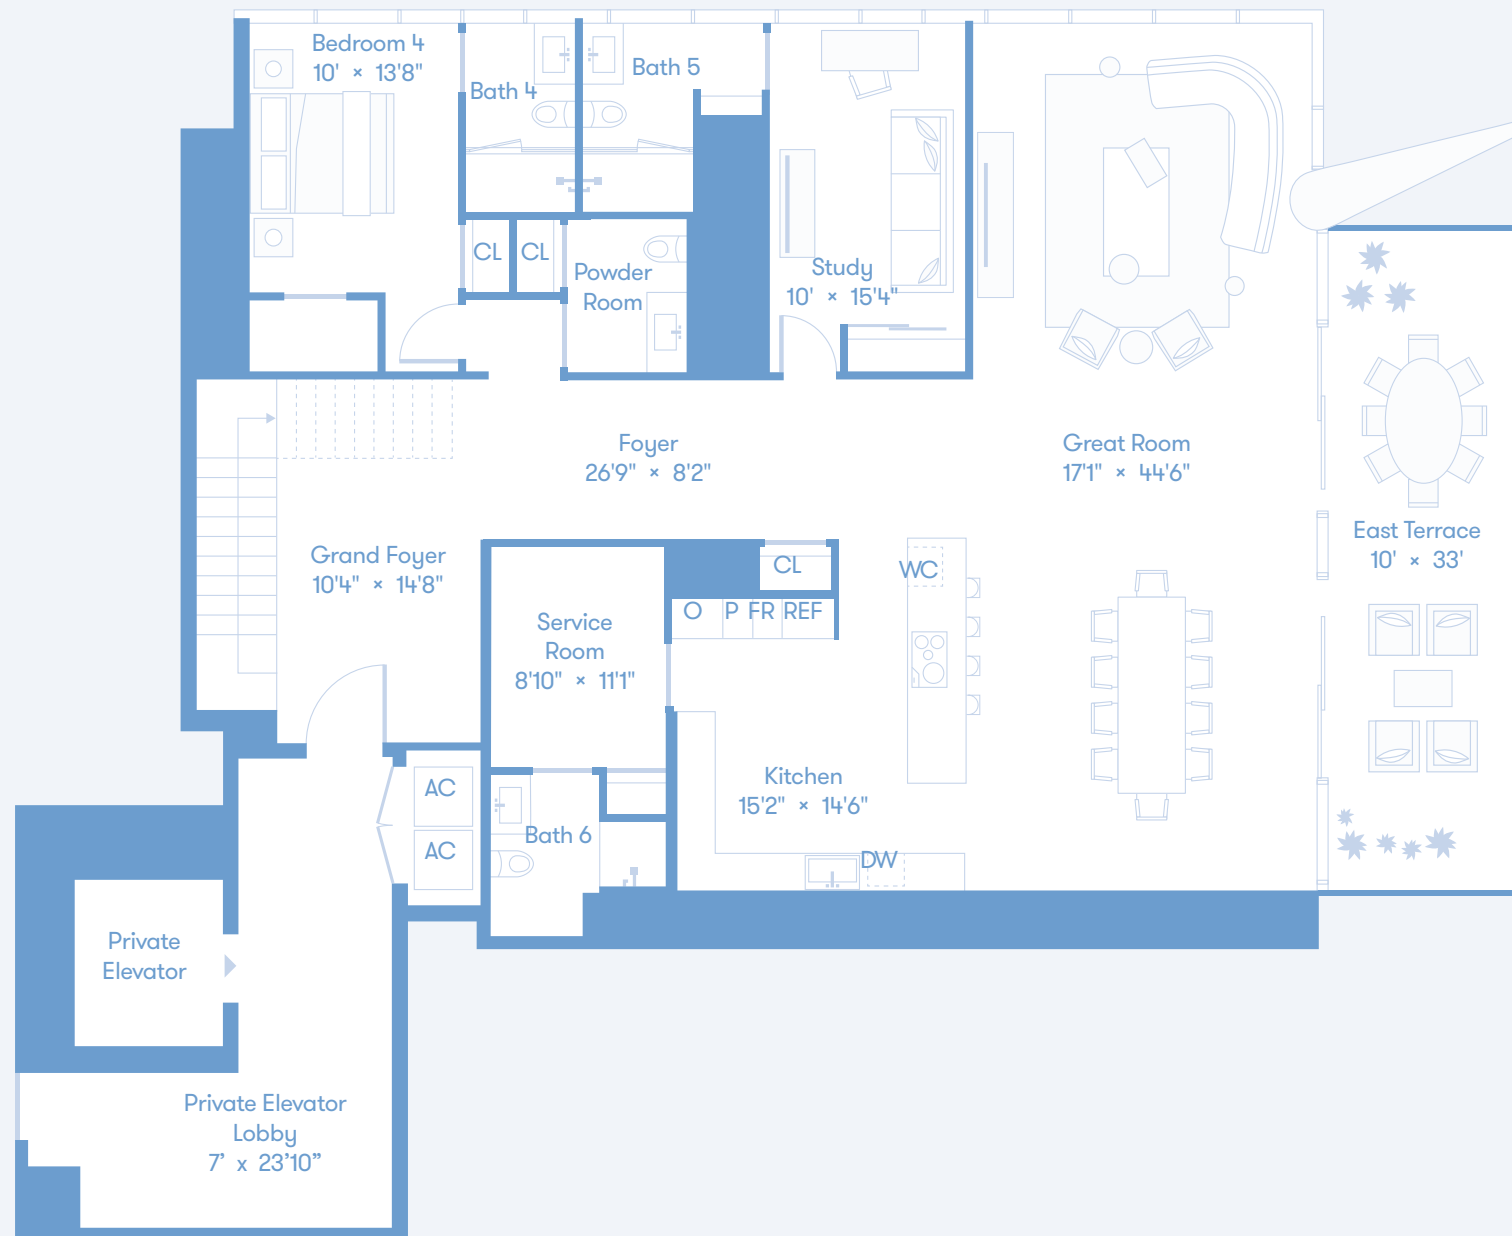 Bedroom 4
10' × 13'8"
Bath 4
Bath 5
CL
CL
Powder
Room
Study
10' × 15'4"
Foyer
26'9" × 8'2"
Great Room
17'1" × 44'6"
East Terrace
10' × 33'
Grand Foyer
10'4" × 14'8"
CL
WC
O
P
FR
REF
Service
Room
8'10" × 11'1"
Kitchen
15'2" × 14'6"
AC
AC
Bath 6
DW
Private
Elevator
Private Elevator
Lobby
7’ x 23’10”